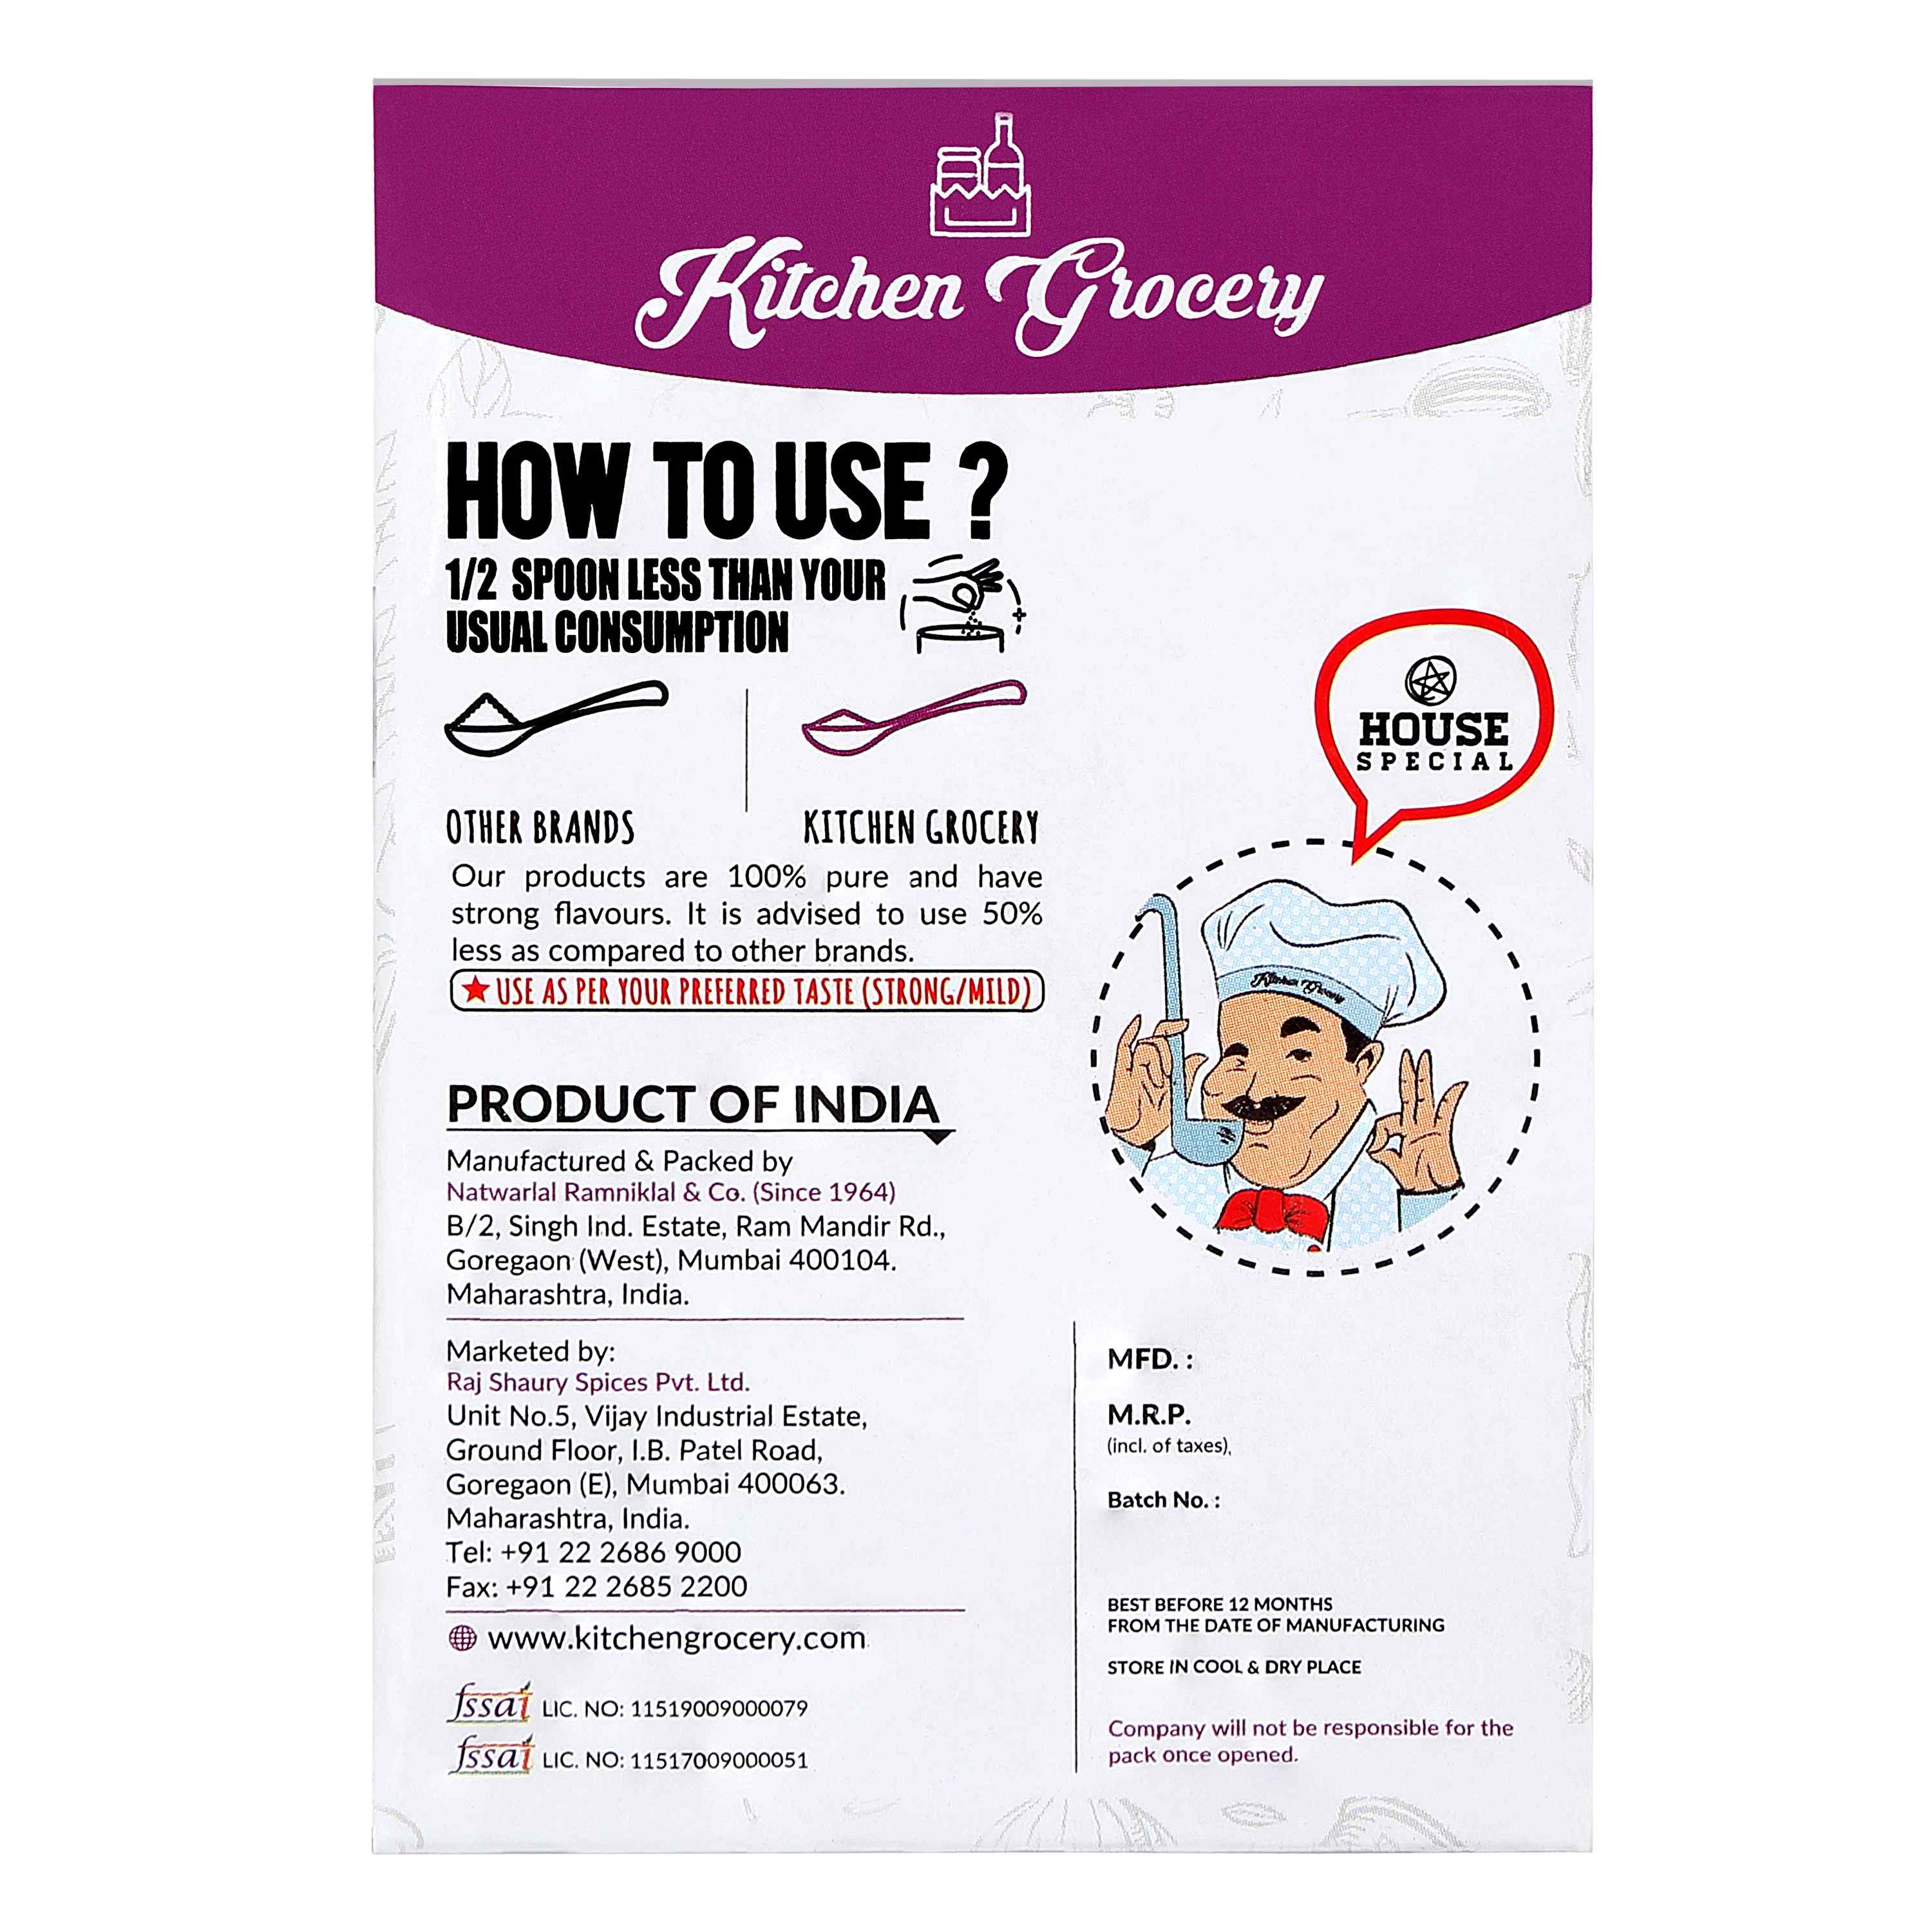 Kitchen Grocery
HOW TO USE ?
1/2 SPOON LESS THAN YOUR
USUAL CONSUMPTION
OTHER BRANDS
KITCHEN GROCERY
Our products are 100% pure and have
strong flavours. It is advised to use 50%
less as compared to other brands.
USE AS PER YOUR PREFERRED TASTE (STRONG/MILD)
HOUSE
SPECIAL
Kitchen Grocery
PRODUCT OF INDIA
Manufactured & Packed by
Natwarlal Ramniklal & Co. (Since 1964)
B/2, Singh Ind. Estate, Ram Mandir Rd.,
Goregaon (West), Mumbai 400104.
Maharashtra, India.
Marketed by:
Raj Shaury Spices Pvt. Ltd.
Unit No.5, Vijay Industrial Estate,
Ground Floor, I.B. Patel Road,
Goregaon (E), Mumbai 400063.
Maharashtra, India.
Tel: +91 22 2686 9000
Fax: +91 22 2685 2200
www.kitchengrocery.com
fssai LIC. NO: 11519009000079
fssai LIC. NO: 11517009000051
MFD. :
M.R.P.
(incl. of taxes),
Batch No. :
BEST BEFORE 12 MONTHS
FROM THE DATE OF MANUFACTURING
STORE IN COOL & DRY PLACE
Company will not be responsible for the
pack once opened.